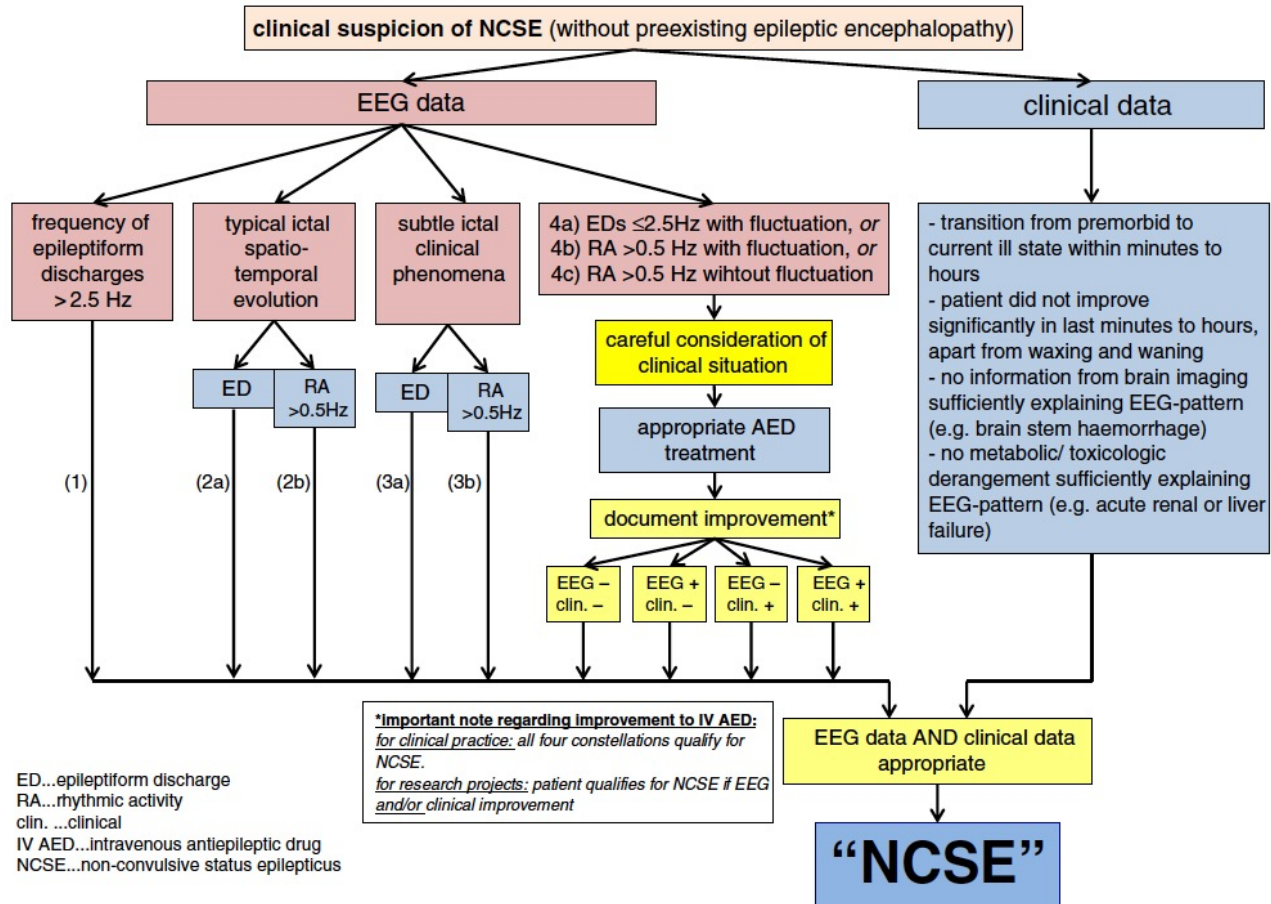 clinical suspicion of NCSE (without preexisting epileptic encephalopathy)
EEG data
clinical data
frequency of
epileptiform
discharges
>2.5 Hz
typical ictal
spatio-
temporal
evolution
subtle ictal
clinical
phenomena
4a) EDs ≤2.5Hz with fluctuation, or
4b) RA >0.5 Hz with fluctuation, or
4c) RA >0.5 Hz wihtout fluctuation
- transition from premorbid to
current ill state within minutes to
hours
- patient did not improve
significantly in last minutes to hours,
apart from waxing and waning
- no information from brain imaging
sufficiently explaining EEG-pattern
(e.g. brain stem haemorrhage)
- no metabolic/ toxicologic
derangement sufficiently explaining
EEG-pattern (e.g. acute renal or liver
failure)
careful consideration of
clinical situation
ED
RA
>0.5Hz
ED
RA
>0.5Hz
appropriate AED
treatment
(1)
(2a)
(2b)
(3a)
(3b)
document improvement*
EEG –
clin. –
EEG +
clin. –
EEG –
clin. +
EEG +
clin. +
*Important note regarding improvement to IV AED:
for clinical practice: all four constellations qualify for
NCSE.
for research projects: patient qualifies for NCSE if EEG
and/or clinical improvement
EEG data AND clinical data
appropriate
ED...epileptiform discharge
RA...rhythmic activity
clin. ...clinical
IV AED...intravenous antiepileptic drug
NCSE...non-convulsive status epilepticus
“NCSE”